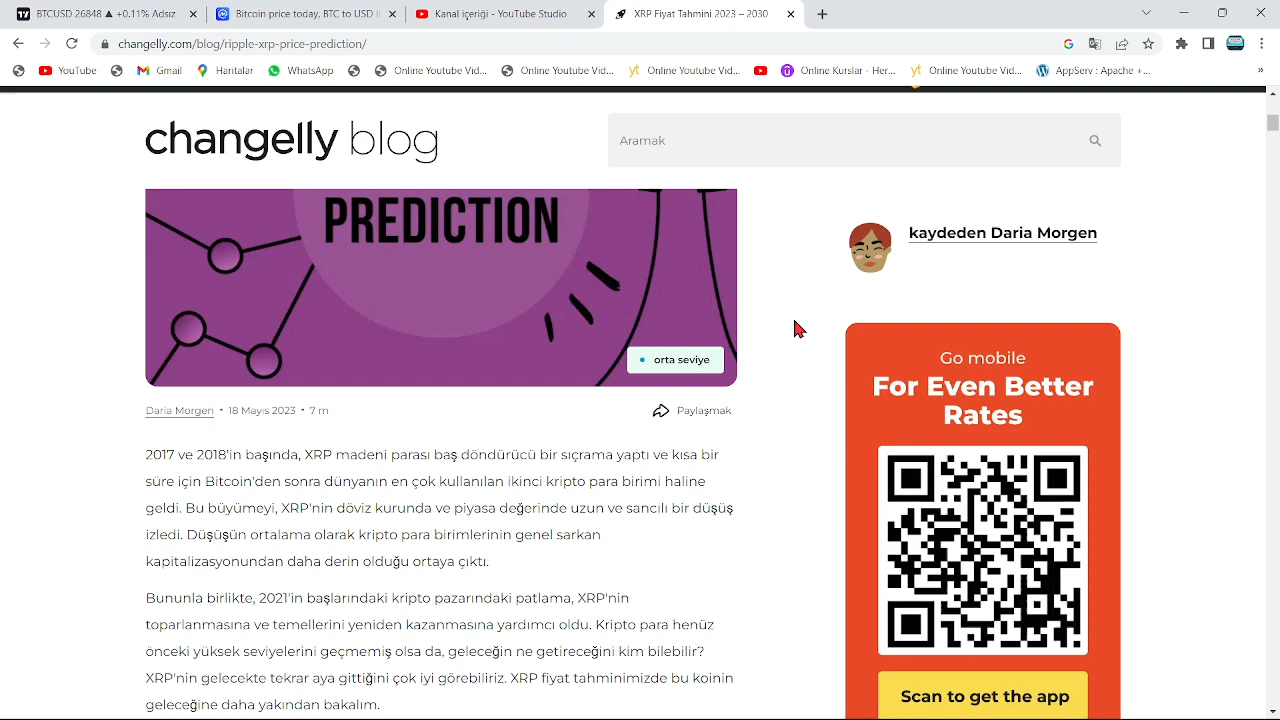 BTCUSD 26848 ▲ +0.11% Adsız
Bitcoin price today, BTC to USD li
Kanal içeriği - YouTube Studio
XRP Fiyat Tahmini 2023 – 2030
changelly.com/blog/ripple-xrp-price-prediction/
YouTube
Gmail
Haritalar
WhatsApp
Online Youtube Vid...
Online Youtube Vid...
Online Youtube Vid...
Online Kurslar - Her...
Online Youtube Vid...
AppServ : Apache + ...
»
changelly blog
Aramak
PREDICTION
orta seviye
kaydeden Daria Morgen
Daria Morgen • 18 Mayıs 2023 • 7 m
Paylaşmak
Go mobile
For Even Better
Rates
Scan to get the app
2017 ve 2018'in başında, XRP madeni parası baş döndürücü bir sıçrama yaptı ve kısa bir
süre için Bitcoin'den sonra dünyanın en çok kullanılan ikinci kripto para birimi haline
geldi. Bu büyümeyi, XRP'nin döviz kurunda ve piyasa değerinde uzun ve sancılı bir düşüş
izledi. Düşüşün ortalama olarak kripto para birimlerinin genel sarkan
kapitalizasyonundan daha derin olduğu ortaya çıktı.
Bununla birlikte, 2021'in başlarındaki kripto pazarındaki patlama, XRP'nin
toparlanmasına ve temellerini yeniden kazanmasına yardımcı oldu. Kripto para henüz
önceki yüksek seviyelerini geçmemiş olsa da, geleceğin ne getireceğini kim bilebilir?
XRP'nin gelecekte tekrar aya gittiğini çok iyi görebiliriz. XRP fiyat tahminimizde bu koinin
geleceğine daha yakından bakalım.